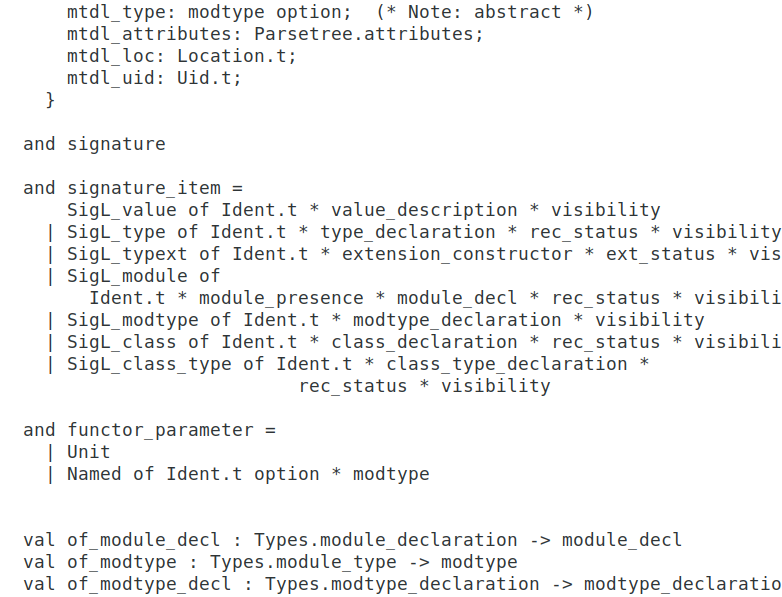 mtdl_type: modtype option;  (* Note: abstract *)
mtdl_attributes: Parsetree.attributes;
mtdl_loc: Location.t;
mtdl_uid: Uid.t;
}
and signature
and signature_item =
SigL_value of Ident.t * value_description * visibility
| SigL_type of Ident.t * type_declaration * rec_status * visibility
| SigL_typext of Ident.t * extension_constructor * ext_status * vis
| SigL_module of
Ident.t * module_presence * module_decl * rec_status * visibili
| SigL_modtype of Ident.t * modtype_declaration * visibility
| SigL_class of Ident.t * class_declaration * rec_status * visibili
| SigL_class_type of Ident.t * class_type_declaration *
rec_status * visibility
and functor_parameter =
| Unit
| Named of Ident.t option * modtype
val of_module_decl : Types.module_declaration -> module_decl
val of_modtype : Types.module_type -> modtype
val of_modtype_decl : Types.modtype_declaration -> modtype_declaratio